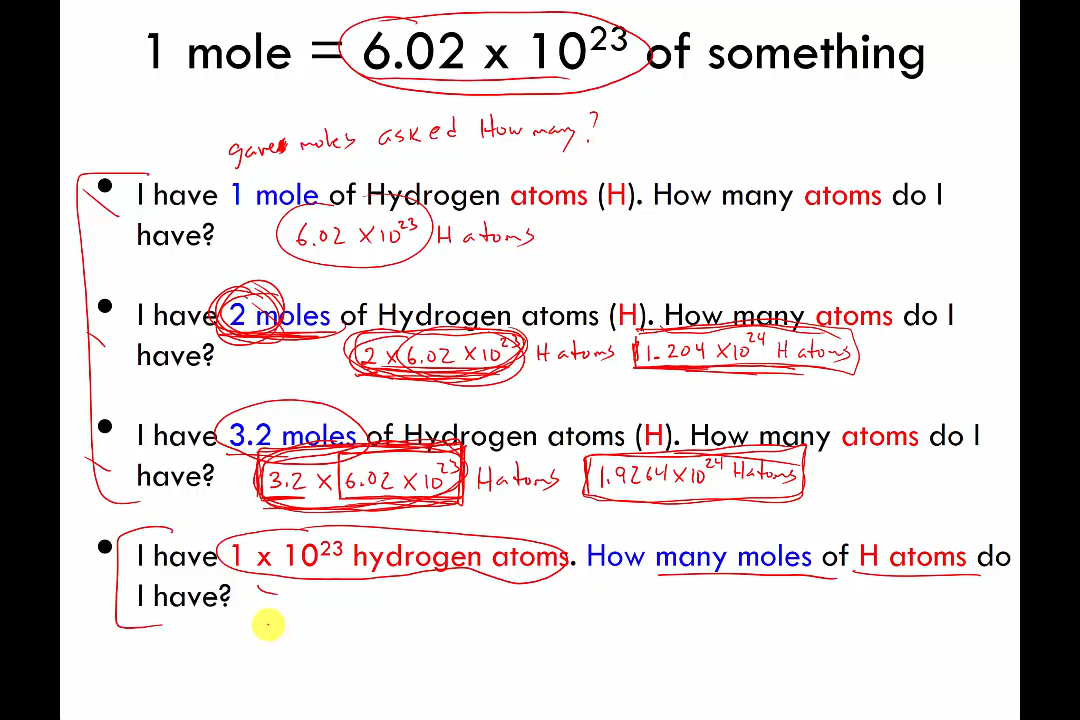 1 mole = 6.02 x 10²³ of something
gave moles asked How many?
• I have 1 mole of Hydrogen atoms (H). How many atoms do I
have? 6.02 x 10²³ H atoms
• I have 2 moles of Hydrogen atoms (H). How many atoms do I
have? 2 x 6.02 x 10²³ H atoms 1.204 x 10²⁴ H atoms
• I have 3.2 moles of Hydrogen atoms (H). How many atoms do I
have? 3.2 x 6.02 x 10²³ H atoms 1.9264 x 10²⁴ H atoms
• I have 1 x 10²³ hydrogen atoms. How many moles of H atoms do
I have?